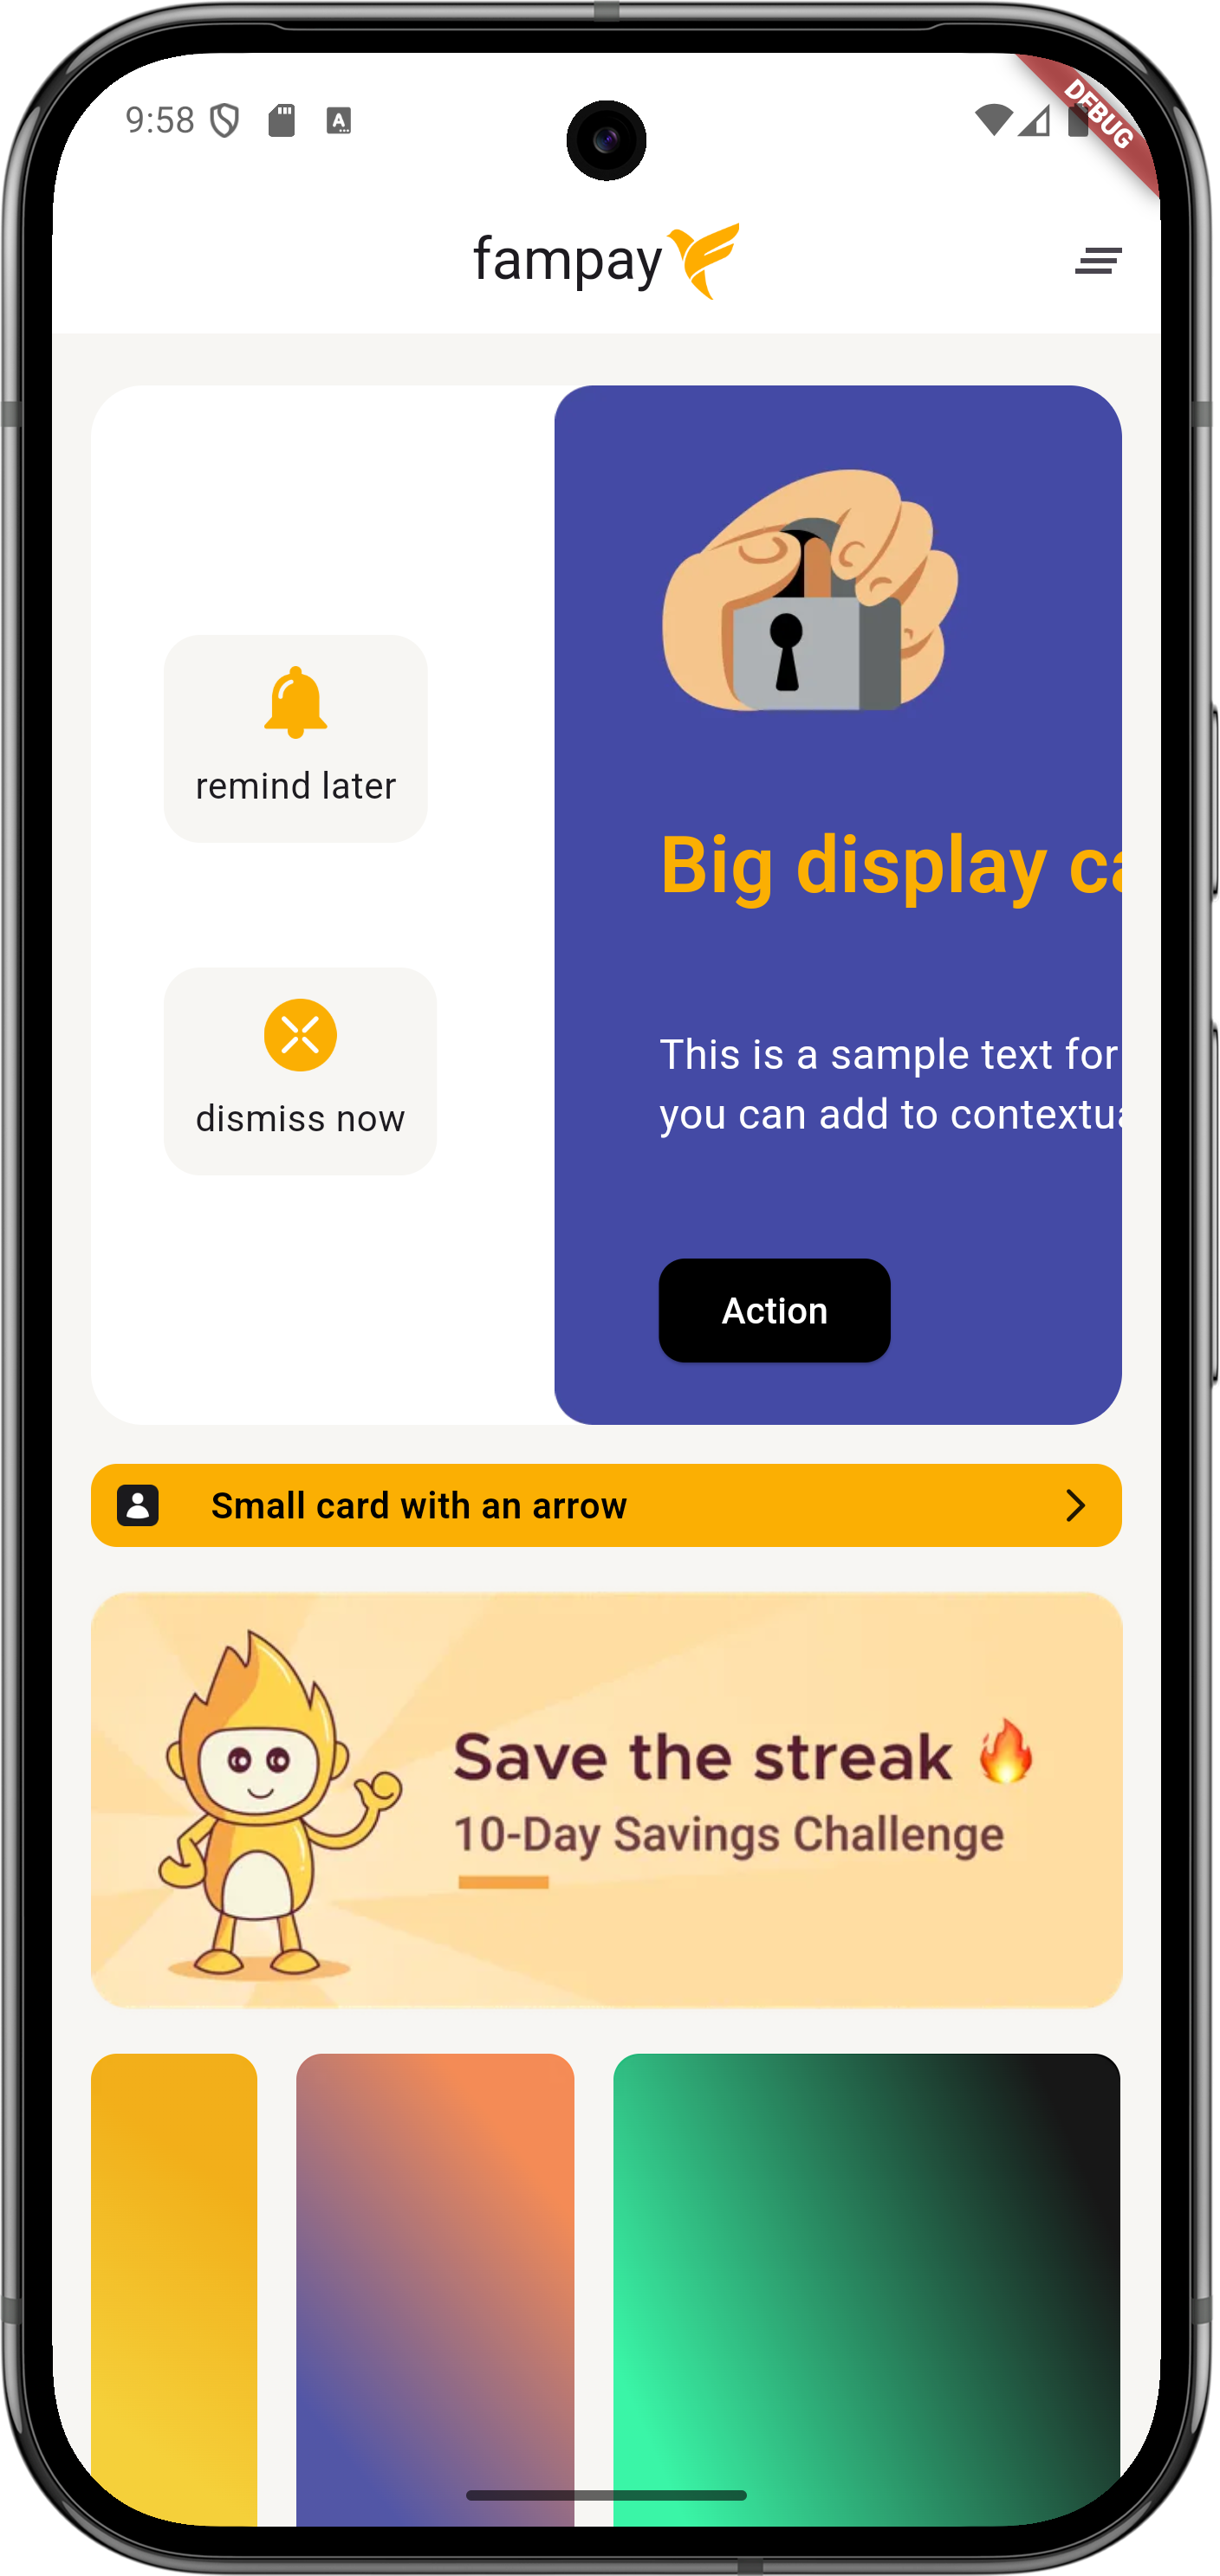 9:58
A
DEBUG
fampay
remind later
dismiss now
Big display ca
This is a sample text for
you can add to contextua
Action
Small card with an arrow
Save the streak 🔥
10-Day Savings Challenge